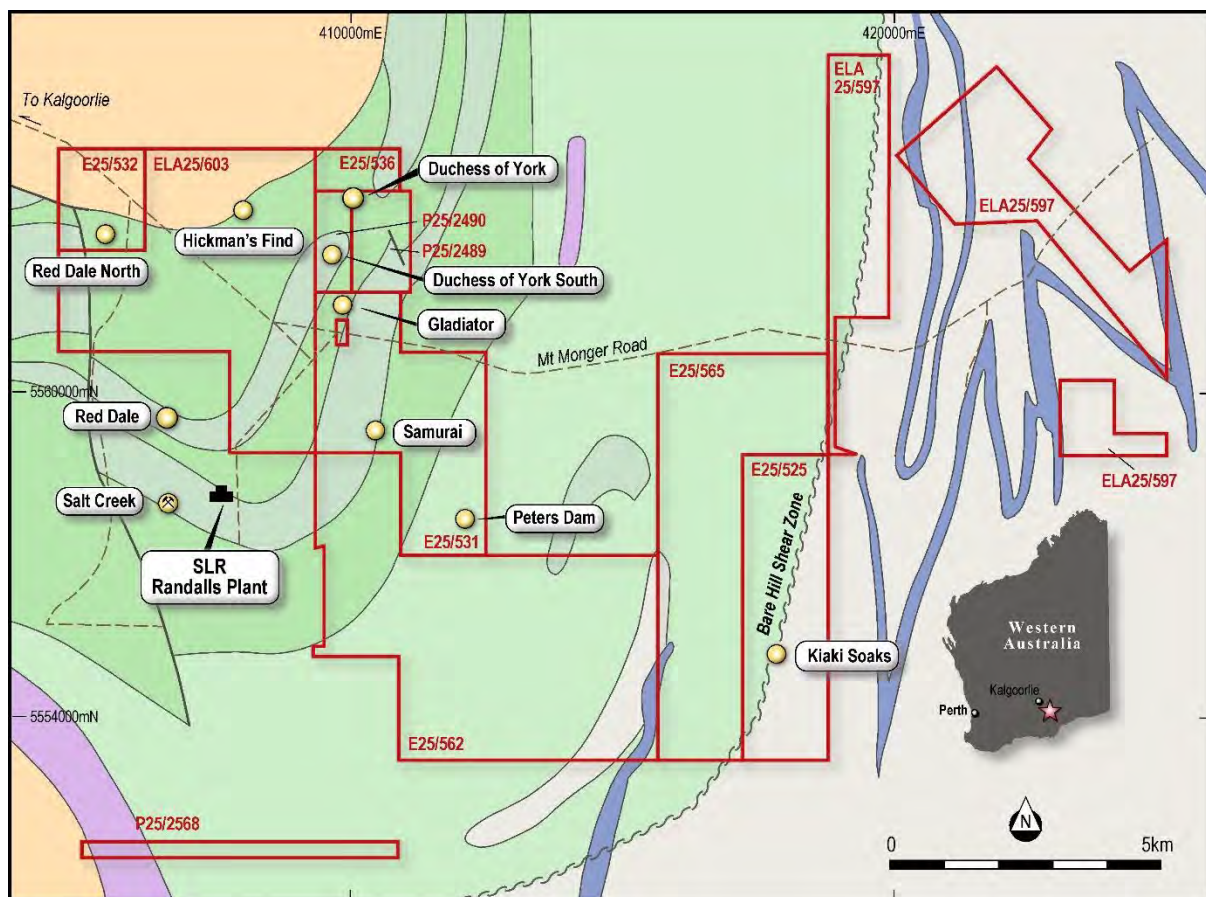 410000mE
420000mE
ELA
25/597
To Kalgoorlie
E25/532
ELA25/603
E25/536
Duchess of York
P25/2490
ELA25/597
Hickman's Find
P25/2489
Red Dale North
Duchess of York South
Gladiator
Mt Monger Road
E25/565
5560000mN
Red Dale
Samurai
E25/525
ELA25/597
Salt Creek
Peters Dam
E25/531
SLR
Randalls Plant
Bare Hill Shear Zone
Western
Australia
Kiaki Soaks
Kalgoorlie
Perth
5554000mN
E25/562
P25/2568
N
0
5km